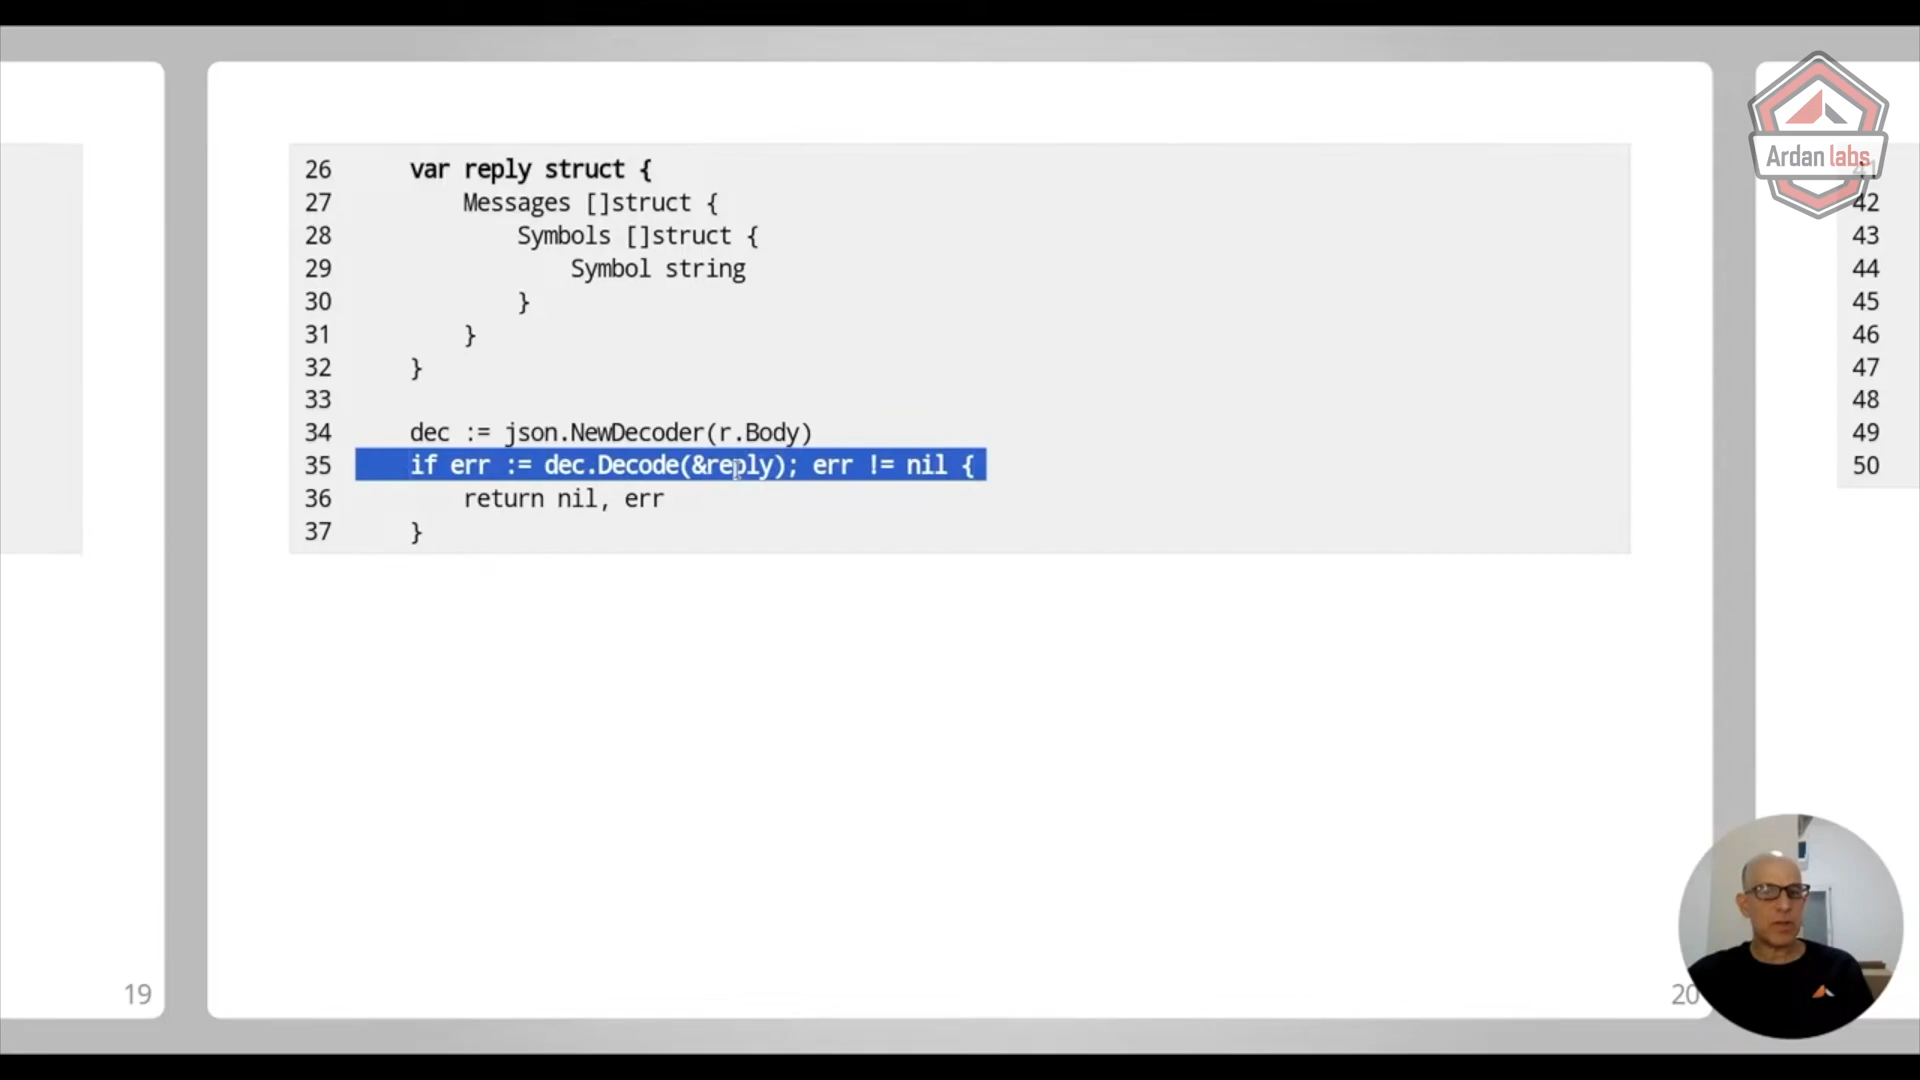 26 var reply struct {
27 Messages []struct {
28 Symbols []struct {
29 Symbol string
30 }
31 }
32 }
33
34 dec := json.NewDecoder(r.Body)
35 if err := dec.Decode(&reply); err != nil {
36 return nil, err
37 }
19
20
Ardan labs
41
42
43
44
45
46
47
48
49
50